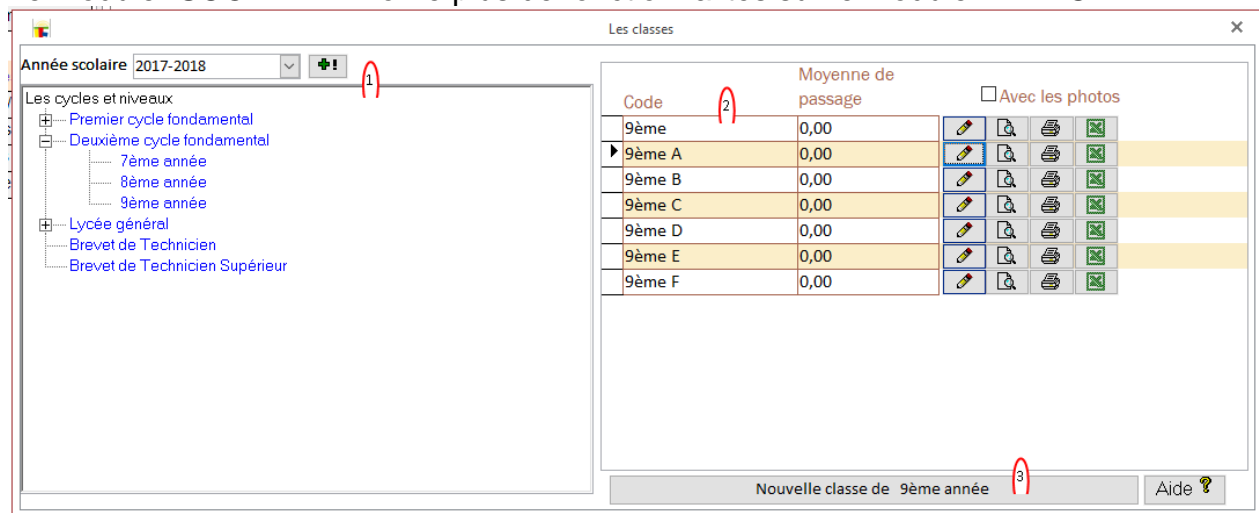 Les classes
Année scolaire 2017-2018
1
Les cycles et niveaux
Premier cycle fondamental
Deuxième cycle fondamental
7ème année
8ème année
9ème année
Lycée général
Brevet de Technicien
Brevet de Technicien Supérieur
Code 2 Moyenne de passage Avec les photos
9ème 0,00
9ème A 0,00
9ème B 0,00
9ème C 0,00
9ème D 0,00
9ème E 0,00
9ème F 0,00
Nouvelle classe de 9ème année 3
Aide ?